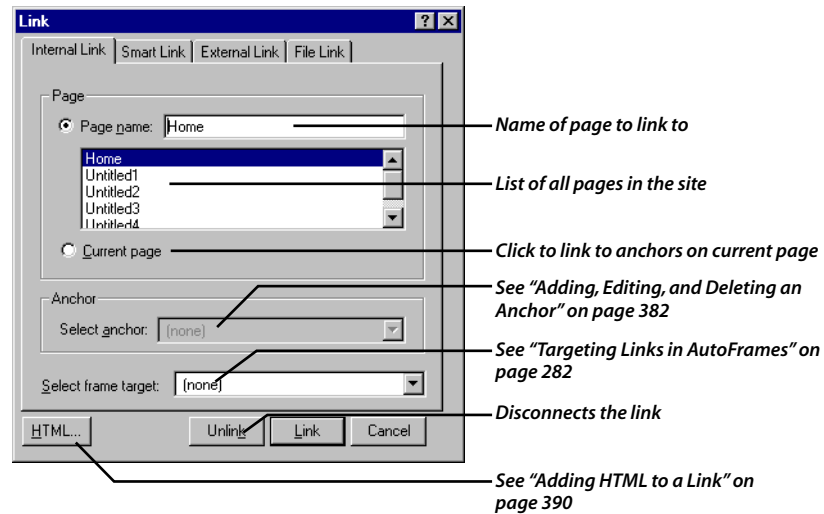 Link
Internal Link Smart Link External Link File Link
Page
Page name: Home
Name of page to link to
Home
Untitled1
List of all pages in the site
Untitled2
Untitled3
Untitled4
Current page
Click to link to anchors on current page
Anchor
See “Adding, Editing, and Deleting an
Anchor” on page 382
Select anchor: (none)
See “Targeting Links in AutoFrames” on
page 282
Select frame target: (none)
Disconnects the link
HTML... Unlink Link Cancel
See “Adding HTML to a Link” on
page 390